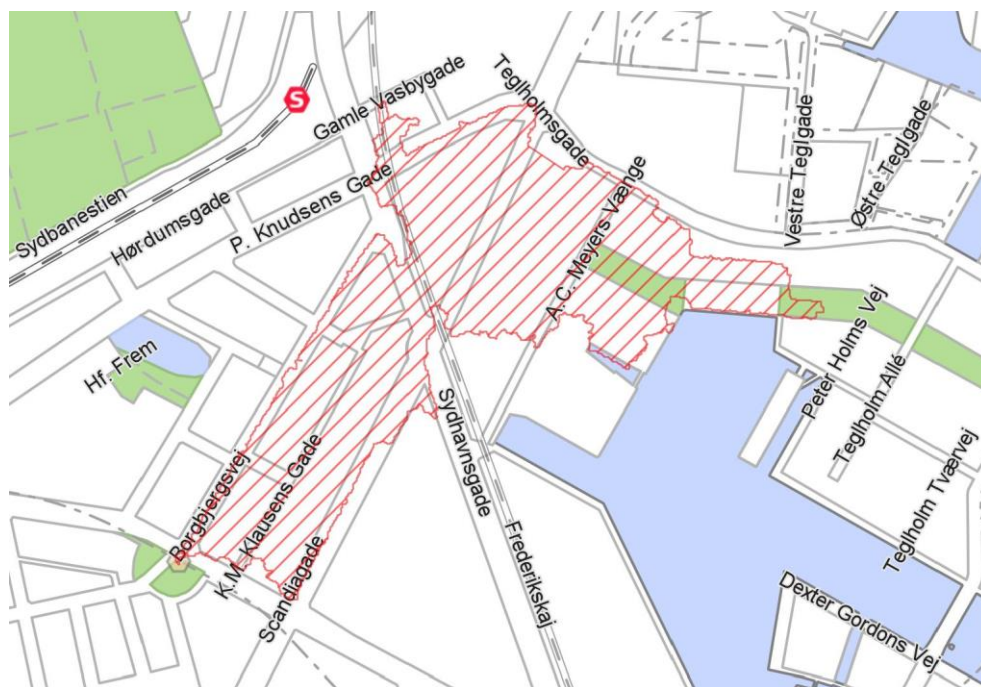 Teglholmsgade
Gamle Vasbygade
S
Vestre Teglgade
Østre Teglgade
Sydbanestien
Hørdumsgade
P. Knudsens Gade
A. C. Meyers Vænge
Hf. Frem
Peter Holms Vej
Teglholm Allé
Teglholm Tværvej
Sydhavnsgade
Borgbjergsvej
K.M. Klausens Gade
Scandiagade
Frederikskaj
Dexter Gordons Vej